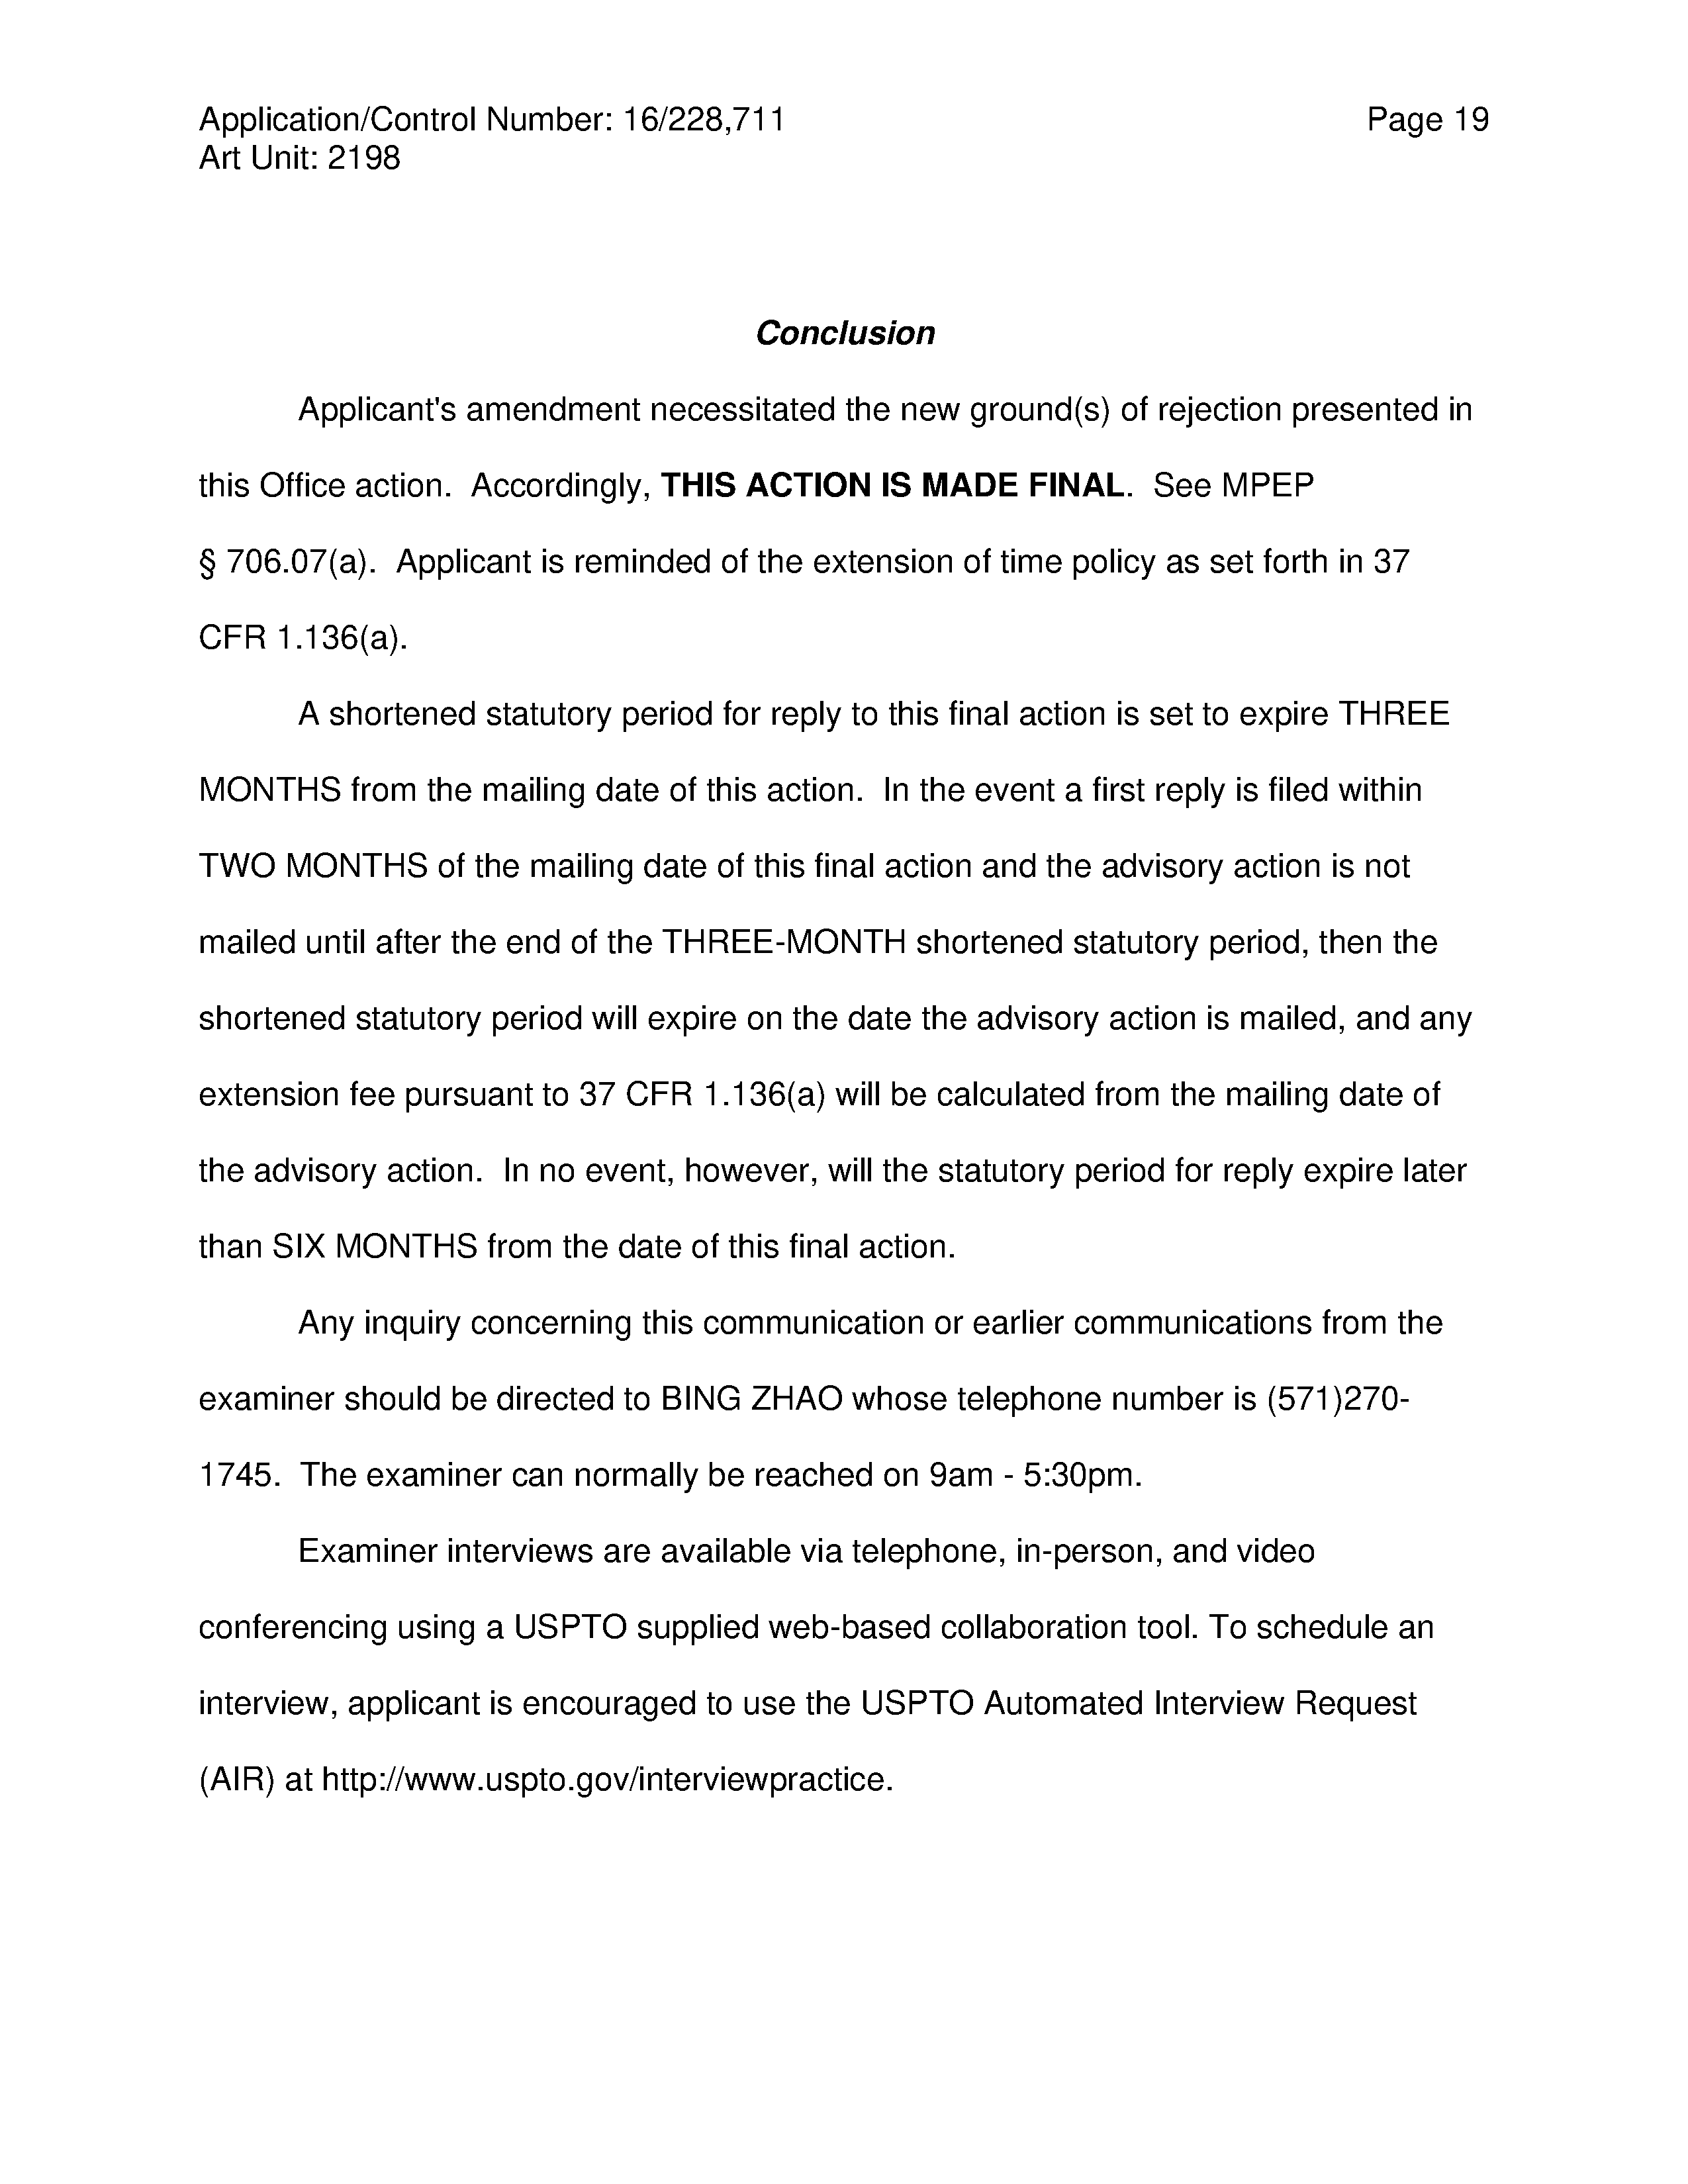 Application/Control Number: 16/228,711 Page 19
Art Unit: 2198
Conclusion
Applicant's amendment necessitated the new ground(s) of rejection presented in
this Office action.  Accordingly, THIS ACTION IS MADE FINAL.  See MPEP
§ 706.07(a).  Applicant is reminded of the extension of time policy as set forth in 37
CFR 1.136(a).
A shortened statutory period for reply to this final action is set to expire THREE
MONTHS from the mailing date of this action.  In the event a first reply is filed within
TWO MONTHS of the mailing date of this final action and the advisory action is not
mailed until after the end of the THREE-MONTH shortened statutory period, then the
shortened statutory period will expire on the date the advisory action is mailed, and any
extension fee pursuant to 37 CFR 1.136(a) will be calculated from the mailing date of
the advisory action.  In no event, however, will the statutory period for reply expire later
than SIX MONTHS from the date of this final action.
Any inquiry concerning this communication or earlier communications from the
examiner should be directed to BING ZHAO whose telephone number is (571)270-
1745.  The examiner can normally be reached on 9am - 5:30pm.
Examiner interviews are available via telephone, in-person, and video
conferencing using a USPTO supplied web-based collaboration tool. To schedule an
interview, applicant is encouraged to use the USPTO Automated Interview Request
(AIR) at http://www.uspto.gov/interviewpractice.